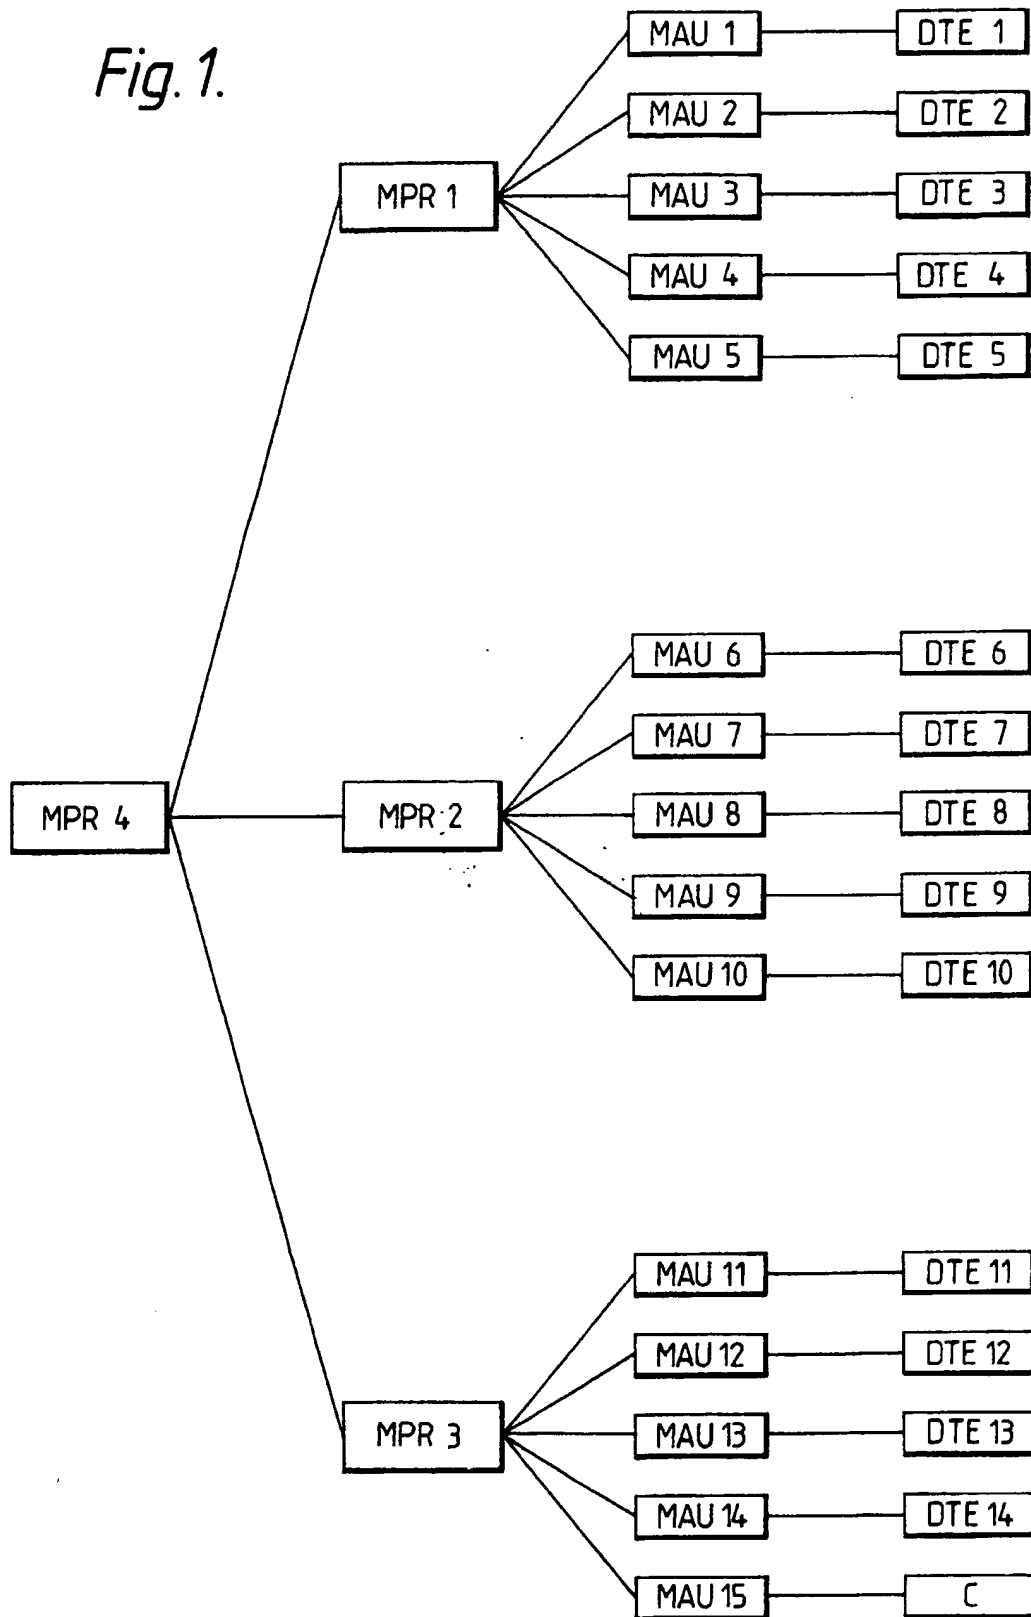 Fig. 1.
MAU 1 DTE 1
MAU 2 DTE 2
MPR 1 MAU 3 DTE 3
MAU 4 DTE 4
MAU 5 DTE 5
MAU 6 DTE 6
MAU 7 DTE 7
MPR 4 MPR 2 MAU 8 DTE 8
MAU 9 DTE 9
MAU 10 DTE 10
MAU 11 DTE 11
MAU 12 DTE 12
MPR 3 MAU 13 DTE 13
MAU 14 DTE 14
MAU 15 C